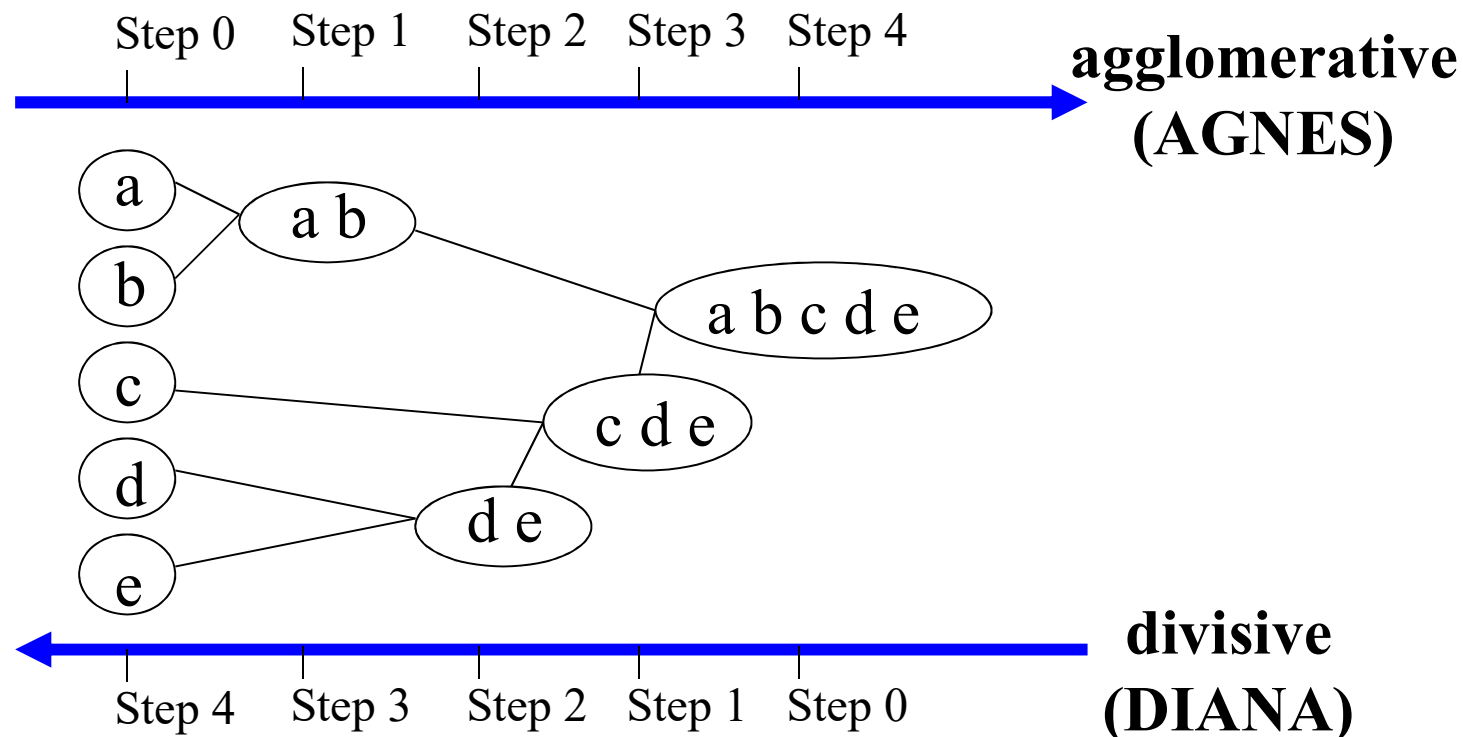 Step 0 Step 1 Step 2 Step 3 Step 4
agglomerative
(AGNES)
a
a b
b
a b c d e
c
c d e
d
d e
e
divisive
(DIANA)
Step 4 Step 3 Step 2 Step 1 Step 0